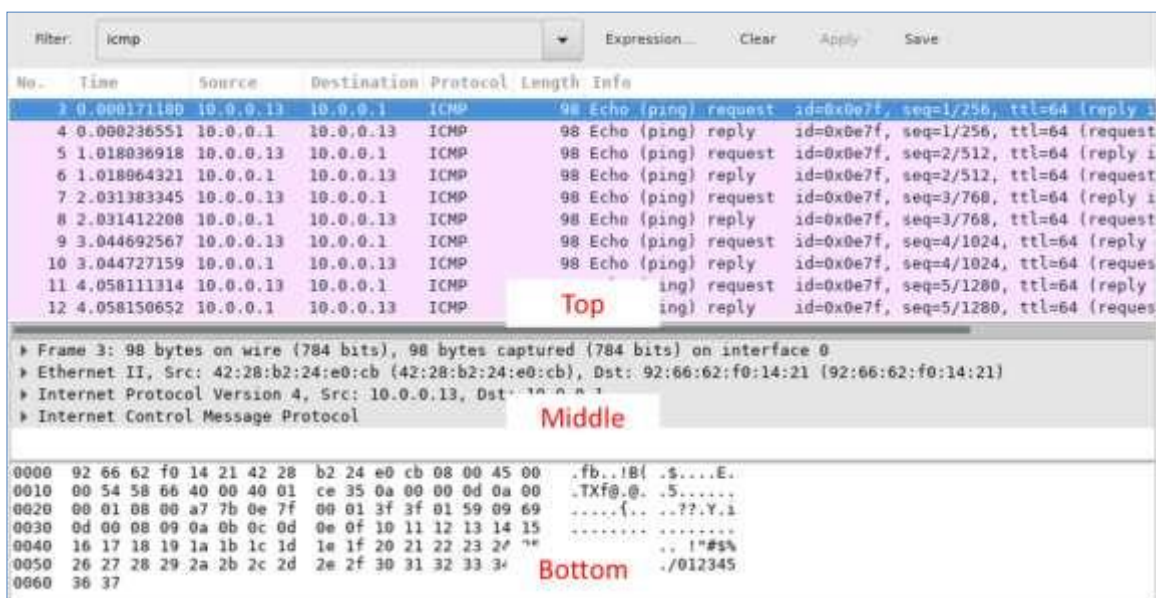 Filter: icmp Expression... Clear Apply Save
No. Time Source Destination Protocol Length Info
3 0.000171180 10.0.0.13 10.0.0.1 ICMP 98 Echo (ping) request id=0x0e7f, seq=1/256, ttl=64 (reply i
4 0.000236551 10.0.0.1 10.0.0.13 ICMP 98 Echo (ping) reply id=0x0e7f, seq=1/256, ttl=64 (request
5 1.018036918 10.0.0.13 10.0.0.1 ICMP 98 Echo (ping) request id=0x0e7f, seq=2/512, ttl=64 (reply i
6 1.018064321 10.0.0.1 10.0.0.13 ICMP 98 Echo (ping) reply id=0x0e7f, seq=2/512, ttl=64 (request
7 2.031383345 10.0.0.13 10.0.0.1 ICMP 98 Echo (ping) request id=0x0e7f, seq=3/768, ttl=64 (reply i
8 2.031412208 10.0.0.1 10.0.0.13 ICMP 98 Echo (ping) reply id=0x0e7f, seq=3/768, ttl=64 (request
9 3.044692567 10.0.0.13 10.0.0.1 ICMP 98 Echo (ping) request id=0x0e7f, seq=4/1024, ttl=64 (reply
10 3.044727159 10.0.0.1 10.0.0.13 ICMP 98 Echo (ping) reply id=0x0e7f, seq=4/1024, ttl=64 (reques
11 4.058111314 10.0.0.13 10.0.0.1 ICMP ing) request id=0x0e7f, seq=5/1280, ttl=64 (reply
12 4.058150652 10.0.0.1 10.0.0.13 ICMP ing) reply id=0x0e7f, seq=5/1280, ttl=64 (reques
Top
Frame 3: 98 bytes on wire (784 bits), 98 bytes captured (784 bits) on interface 0
Ethernet II, Src: 42:28:b2:24:e0:cb (42:28:b2:24:e0:cb), Dst: 92:66:62:f0:14:21 (92:66:62:f0:14:21)
Internet Protocol Version 4, Src: 10.0.0.13, Dst: 10.0.0.1
Internet Control Message Protocol
Middle
0000 92 66 62 f0 14 21 42 28 b2 24 e0 cb 08 00 45 00 .fb..!B( .$....E.
0010 00 54 58 66 40 00 40 01 ce 35 0a 00 00 0d 0a 00 .TXf@.@. .5......
0020 00 01 08 00 a7 7b 0e 7f 00 01 3f 3f 01 59 09 69 .....{.. ..??.Y.i
0030 0d 00 08 09 0a 0b 0c 0d 0e 0f 10 11 12 13 14 15 ........ ........
0040 16 17 18 19 1a 1b 1c 1d 1e 1f 20 21 22 23 .. !"#$%
0050 26 27 28 29 2a 2b 2c 2d 2e 2f 30 31 32 33 ./012345
0060 36 37
Bottom